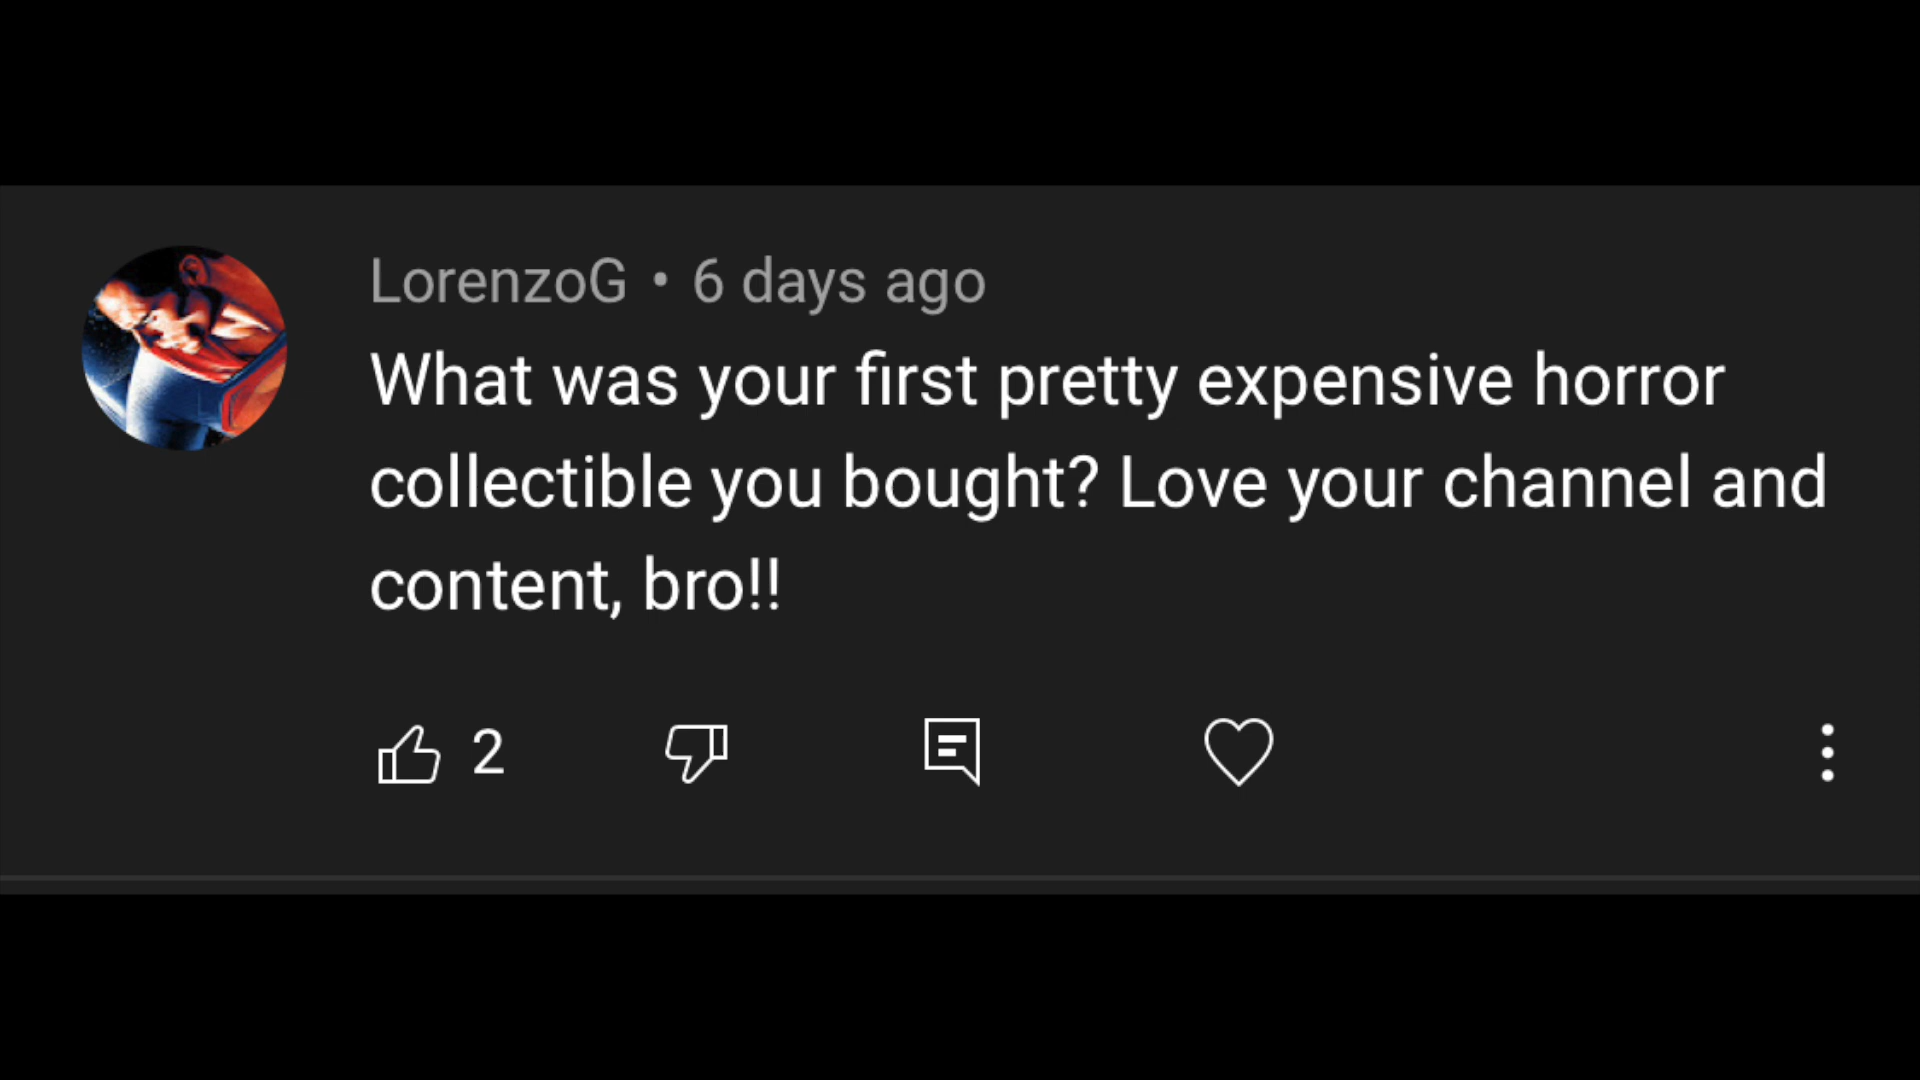 LorenzoG • 6 days ago
What was your first pretty expensive horror
collectible you bought? Love your channel and
content, bro!!
2